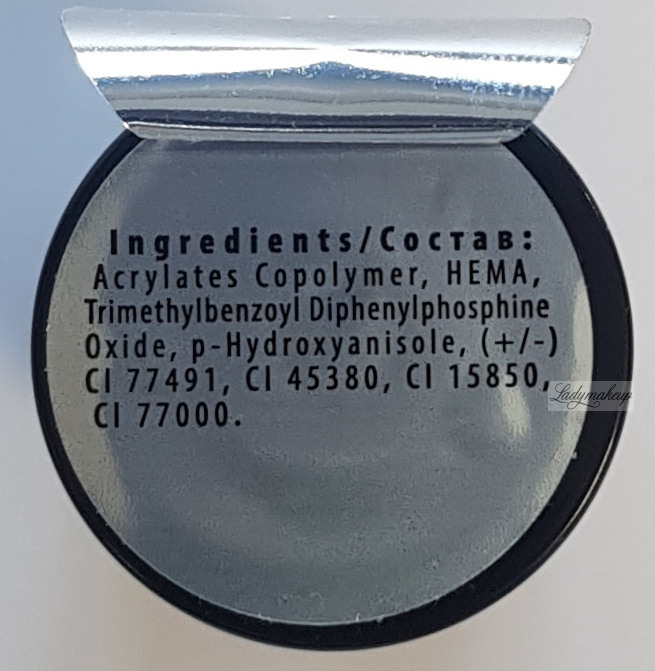 Ingredients/Состав:
Acrylates Copolymer, HEMA,
Trimethylbenzoyl Diphenylphosphine
Oxide, p-Hydroxyanisole, (+/-)
CI 77491, CI 45380, CI 15850,
CI 77000.
Ladymakeup